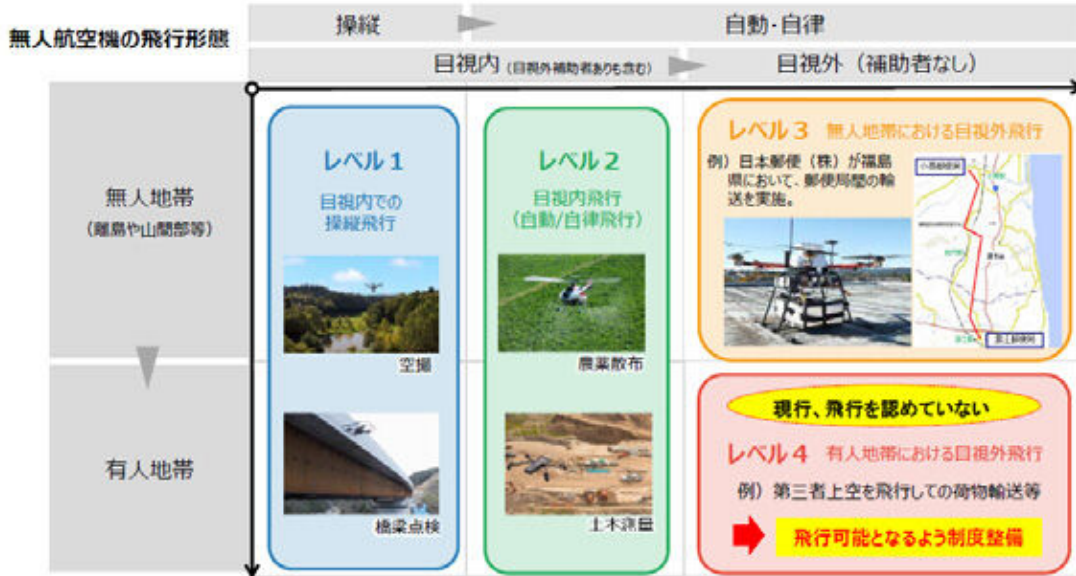 無人航空機の飛行形態
操縦
自動・自律
目視内（目視外補助者ありも含む）
目視外（補助者なし）
無人地帯
（離島や山間部等）
有人地帯
レベル1
目視内での
操縦飛行
空撮
橋梁点検
レベル2
目視内飛行
（自動/自律飛行）
農薬散布
土木測量
レベル3 無人地帯における目視外飛行
例）日本郵便（株）が福島
県において、郵便局間の輸
送を実施。
現行、飛行を認めていない
レベル4 有人地帯における目視外飛行
例）第三者上空を飛行しての荷物輸送等
飛行可能となるよう制度整備